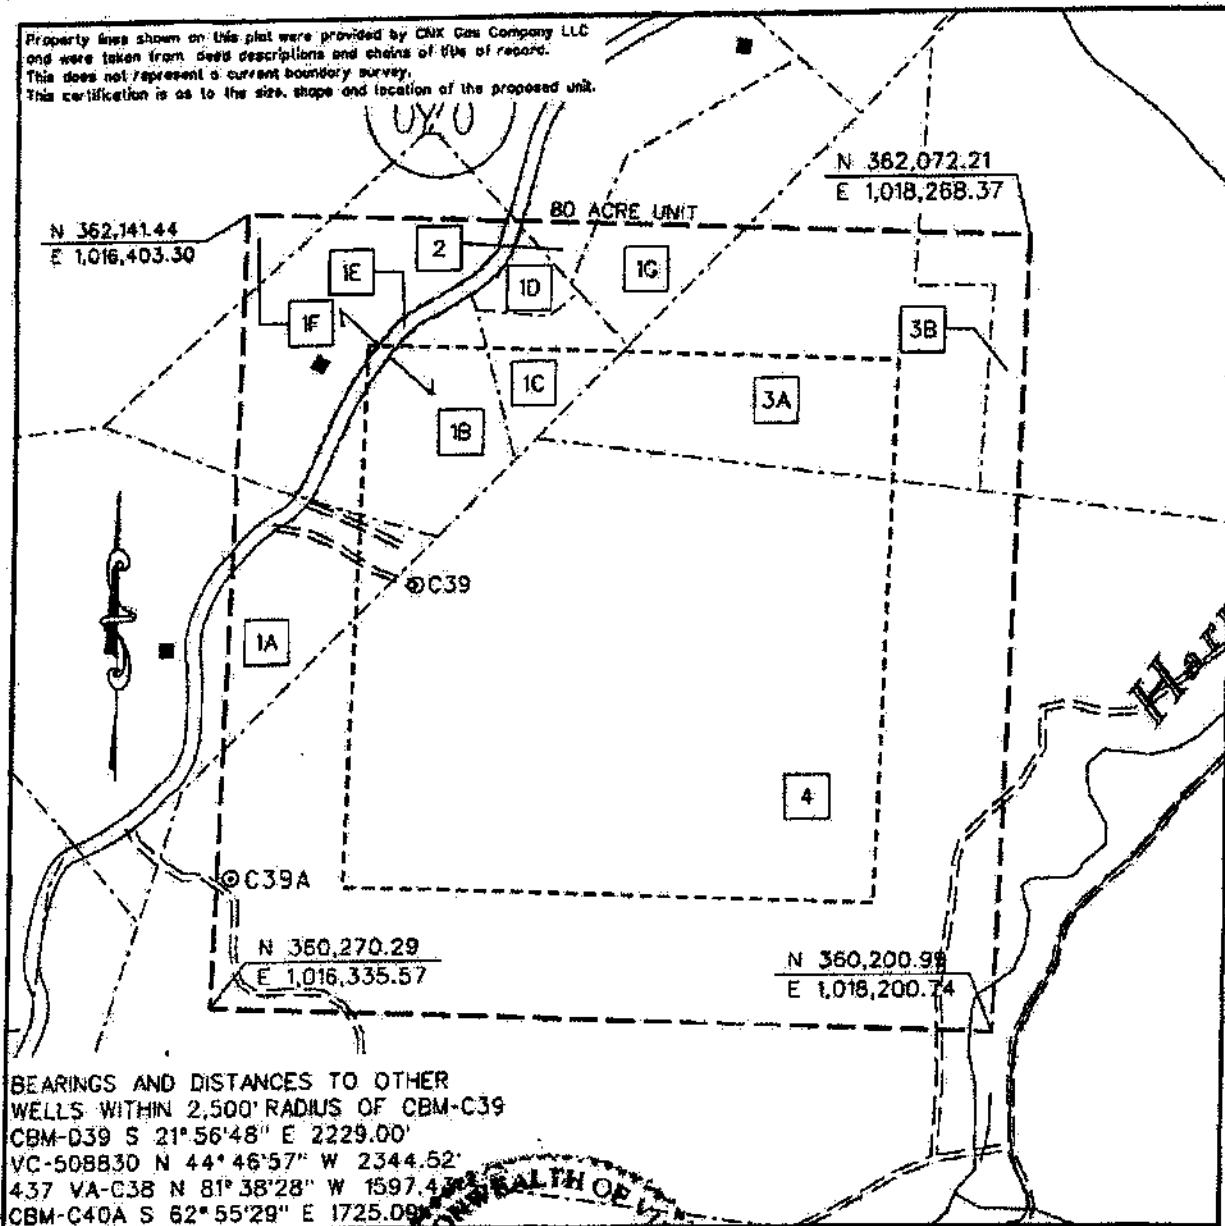 Property lines shown on this plat were provided by CNX Gas Company LLC
and were taken from deed descriptions and chains of title of record.
This does not represent a current boundary survey.
This certification is as to the size, shape and location of the proposed unit.
N 362,072.21
E 1,018,268.37
80 ACRE UNIT
N 362,141.44
E 1,016,403.30
2
1E
1D
1G
1F
3B
1C
3A
1B
C39
1A
4
C39A
N 360,270.29
E 1,016,335.57
N 360,200.99
E 1,018,200.74
BEARINGS AND DISTANCES TO OTHER
WELLS WITHIN 2,500' RADIUS OF CBM-C39
CBM-D39 S 21°56'48" E 2229.00'
VC-508830 N 44°46'57" W 2344.52'
437 VA-C38 N 81°38'28" W
CBM-C40A S 62°55'29" E 1725.09'
OF